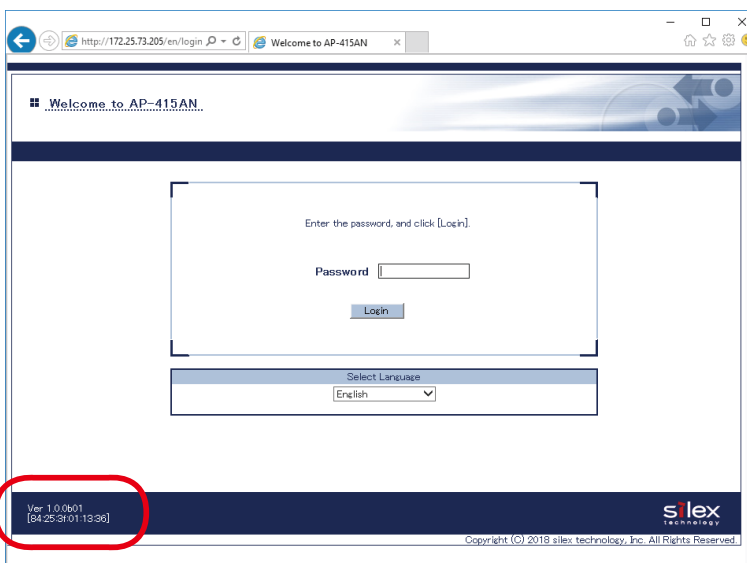 http://172.25.73.205/en/login
Welcome to AP-415AN
Welcome to AP-415AN
Enter the password, and click [Login].
Password
Login
Select Language
English
Ver 1.0.0b01
[84:25:3f:01:13:36]
silex
technology
Copyright (C) 2018 silex technology, Inc. All Rights Reserved.